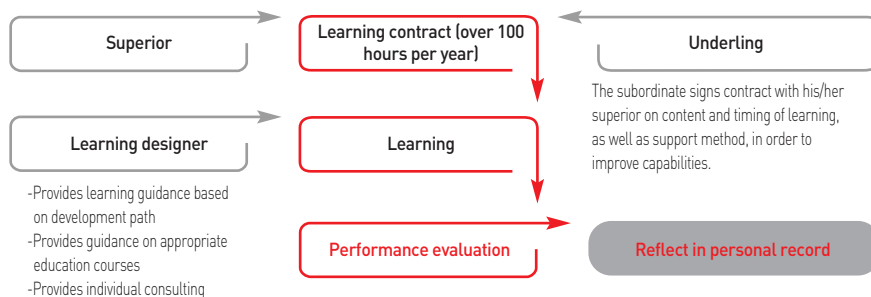 Superior
Learning contract (over 100
hours per year)
Underling
The subordinate signs contract with his/her
superior on content and timing of learning,
as well as support method, in order to
improve capabilities.
Learning designer
Learning
-Provides learning guidance based
on development path
-Provides guidance on appropriate
education courses
-Provides individual consulting
Performance evaluation
Reflect in personal record